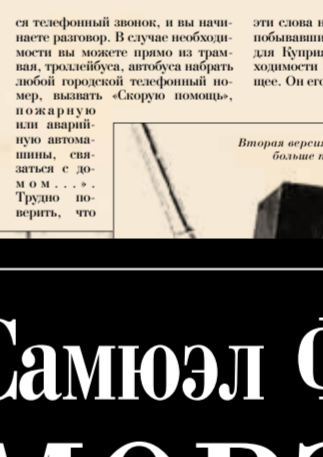 ся телефонный звонок, и вы начи-
наете разговор. В случае необходи-
мости вы можете прямо из трам-
вая, троллейбуса, автобуса набрать
любой городской телефонный но-
мер, вызвать «Скорую помощь»,
пожарную
или аварий-
ную автома-
шины, свя-
заться с до-
мом...».
Трудно по-
верить, что
эти слова
побывавши
для Купри
ходимости
щее. Он ег
Вторая версия
больше
Самюэл